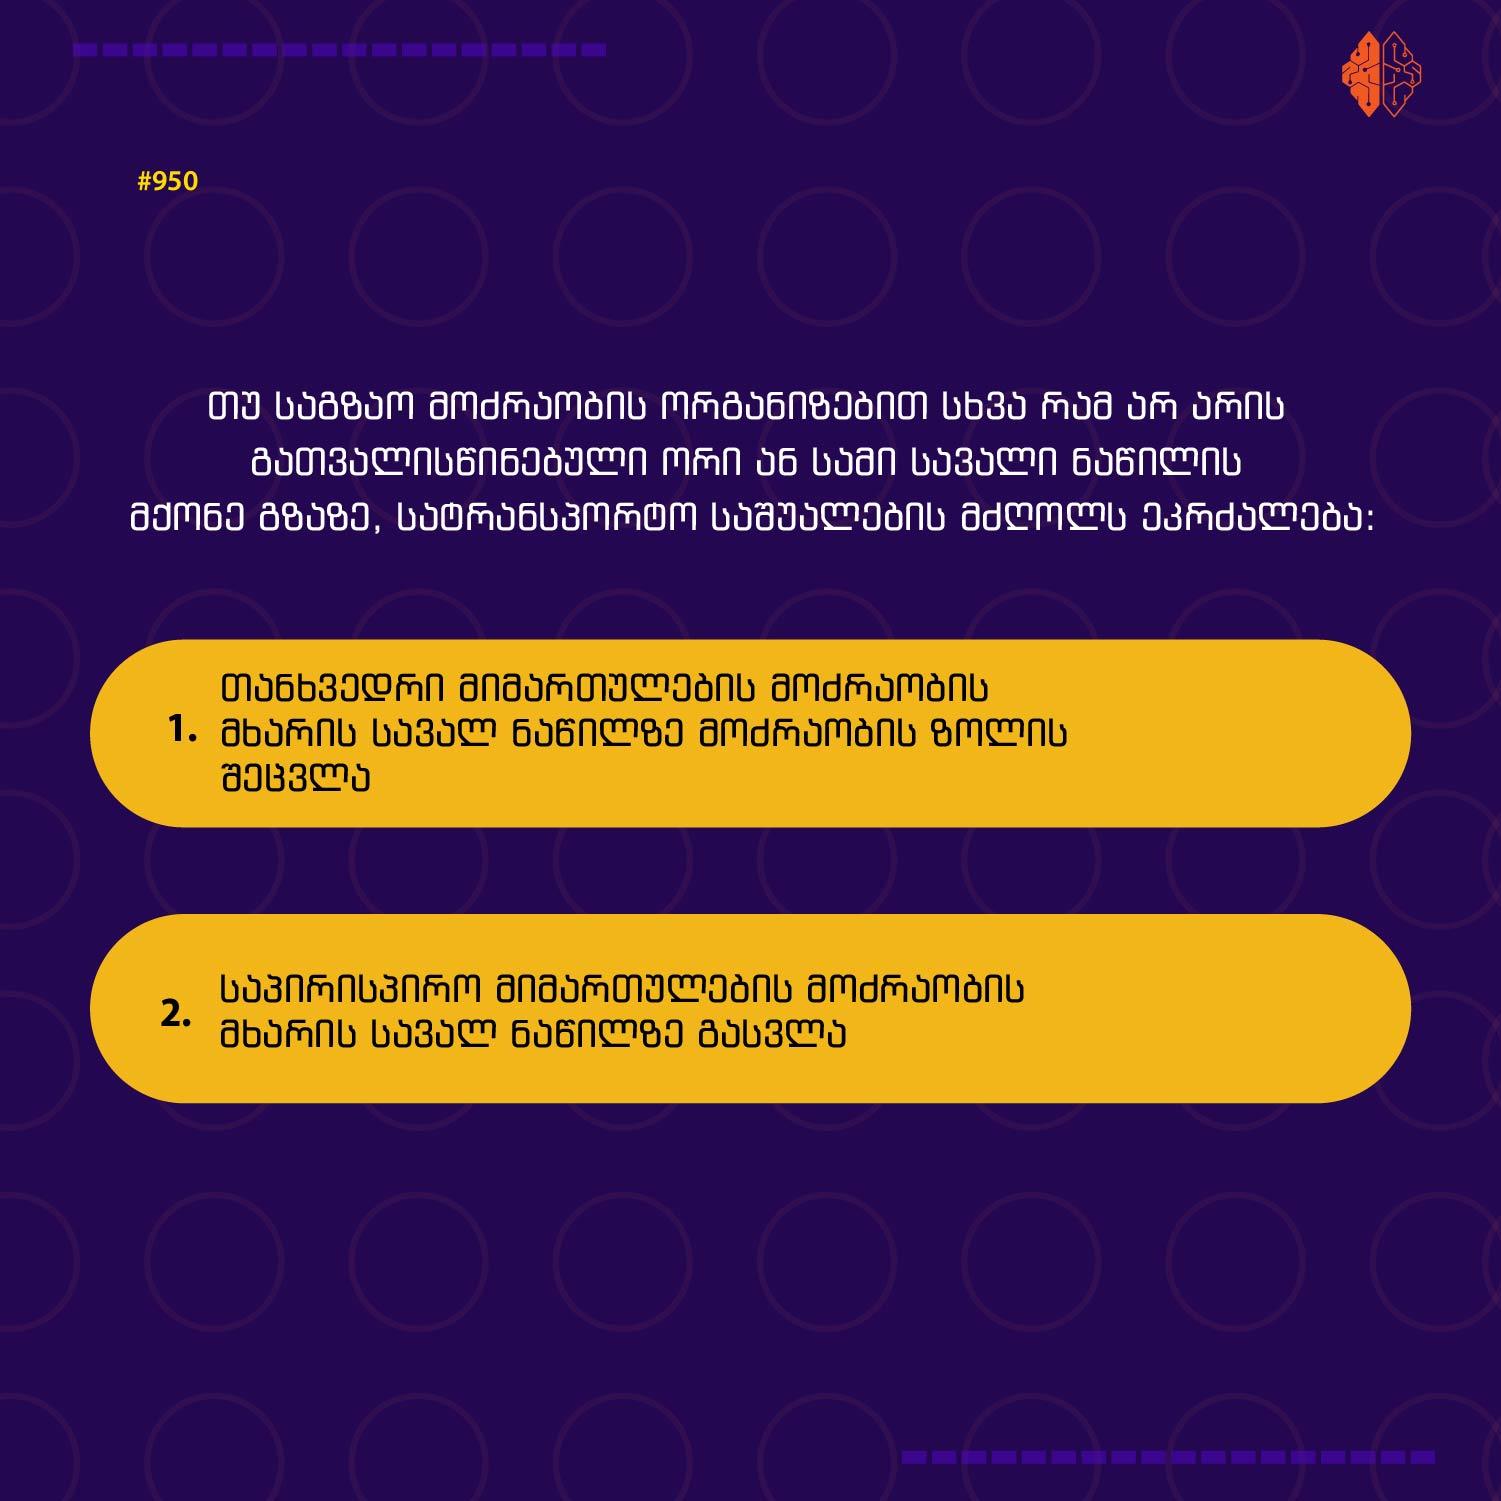 #950
თუ საგზაო მოძრაობის ორგანიზებით სხვა რამ არ არის
გათვალისწინებული ორი ან სამი სავალი ნაწილის
მქონე გზაზე, სატრანსპორტო საშუალების მძღოლს ეკრძალება:
თანხვედრი მიმართულების მოძრაობის
1. მხარის სავალ ნაწილზე მოძრაობის ზოლის
შეცვლა
საპირისპირო მიმართულების მოძრაობის
2. მხარის სავალ ნაწილზე გასვლა